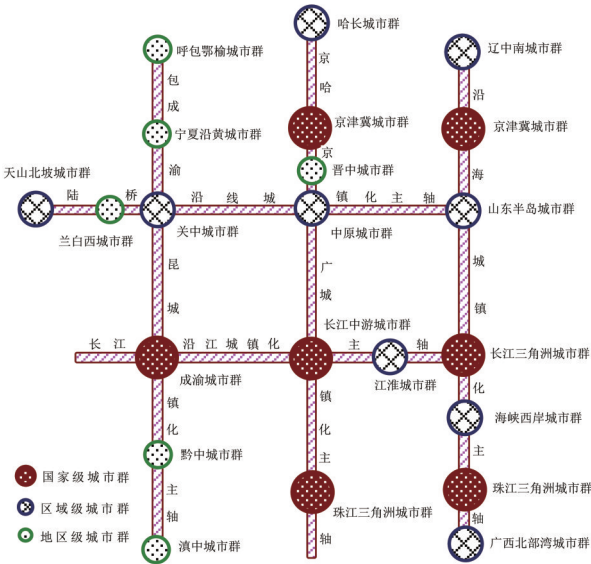 哈长城市群
呼包鄂榆城市群
辽中南城市群
包
京
成
哈
沿
京津冀城市群
京津冀城市群
宁夏沿黄城市群
京
渝
晋中城市群
海
天山北坡城市群
陆 桥
沿 线 城
镇 化 主 轴
山东半岛城市群
兰白西城市群
关中城市群
中原城市群
昆
广
城
城
城
镇
长江中游城市群
长 江
沿 江 城 镇 化
主 轴
长江三角洲城市群
成渝城市群
江淮城市群
化
镇
镇
海峡西岸城市群
化
化
黔中城市群
主
主
国家级城市群
主
珠江三角洲城市群
珠江三角洲城市群
区域级城市群
轴
轴
轴
地区级城市群
滇中城市群
广西北部湾城市群